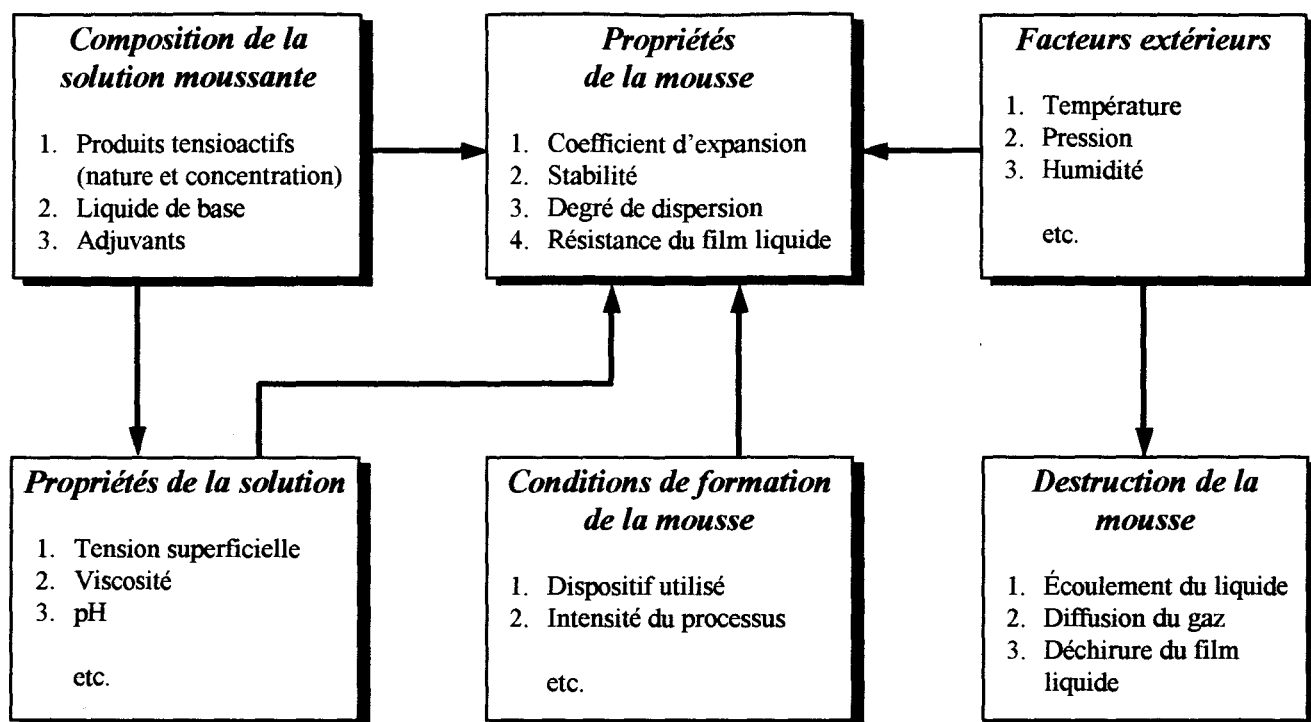 Composition de la
solution moussante
1. Produits tensioactifs
(nature et concentration)
2. Liquide de base
3. Adjuvants
Propriétés
de la mousse
1. Coefficient d'expansion
2. Stabilité
3. Degré de dispersion
4. Résistance du film liquide
Facteurs extérieurs
1. Température
2. Pression
3. Humidité
etc.
Propriétés de la solution
1. Tension superficielle
2. Viscosité
3. pH
etc.
Conditions de formation
de la mousse
1. Dispositif utilisé
2. Intensité du processus
etc.
Destruction de la
mousse
1. Écoulement du liquide
2. Diffusion du gaz
3. Déchirure du film
liquide